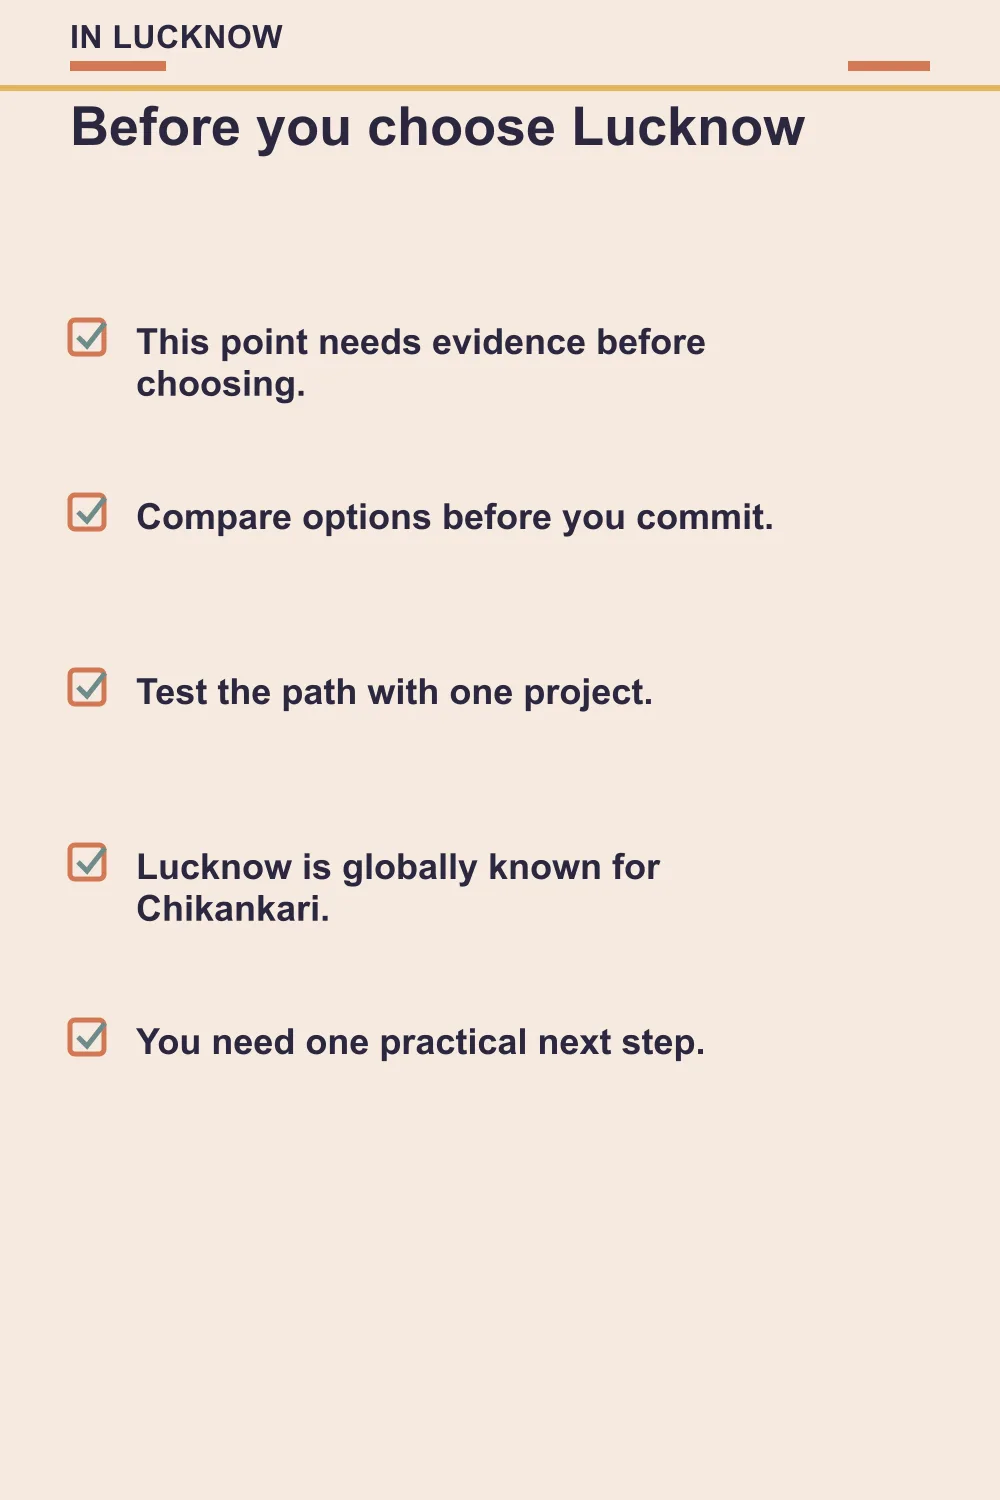 IN LUCKNOW
Before you choose Lucknow
This point needs evidence before
choosing.
Compare options before you commit.
Test the path with one project.
Lucknow is globally known for
Chikankari.
You need one practical next step.